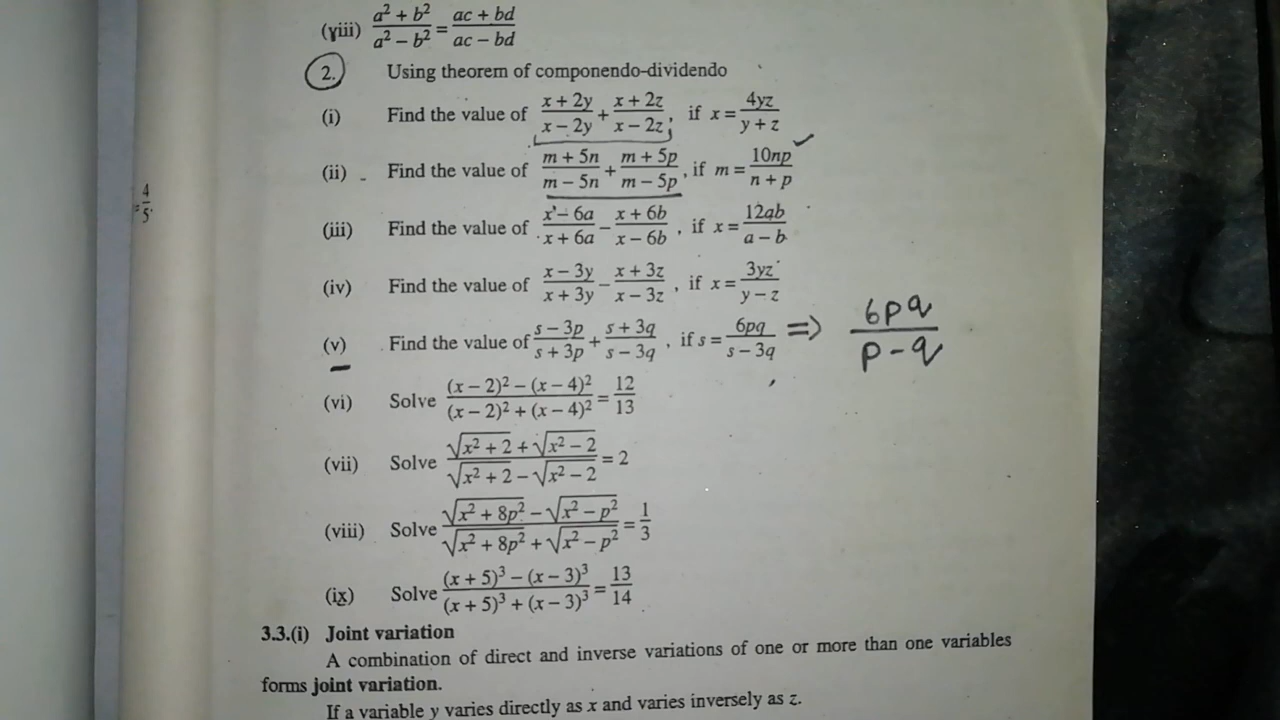 (viii) (a² + b²)/(a² − b²) = (ac + bd)/(ac − bd)
2. Using theorem of componendo-dividendo
(i) Find the value of (x + 2y)/(x − 2y) + (x + 2z)/(x − 2z), if x = 4yz/(y + z)
(ii) Find the value of (m + 5n)/(m − 5n) + (m + 5p)/(m − 5p), if m = 10np/(n + p)
4/5
(iii) Find the value of (x − 6a)/(x + 6a) − (x + 6b)/(x − 6b), if x = 12ab/(a − b)
(iv) Find the value of (x − 3y)/(x + 3y) − (x + 3z)/(x − 3z), if x = 3yz/(y − z)
(v) Find the value of (s − 3p)/(s + 3p) + (s + 3q)/(s − 3q), if s = 6pq/(s − 3q) ⇒ 6pq/(p − q)
(vi) Solve ((x − 2)² − (x − 4)²)/((x − 2)² + (x − 4)²) = 12/13
(vii) Solve (√(x² + 2) + √(x² − 2))/(√(x² + 2) − √(x² − 2)) = 2
(viii) Solve (√(x² + 8p²) − √(x² − p²))/(√(x² + 8p²) + √(x² − p²)) = 1/3
(ix) Solve ((x + 5)³ − (x − 3)³)/((x + 5)³ + (x − 3)³) = 13/14
3.3.(i) Joint variation
A combination of direct and inverse variations of one or more than one variables
forms joint variation.
If a variable y varies directly as x and varies inversely as z.